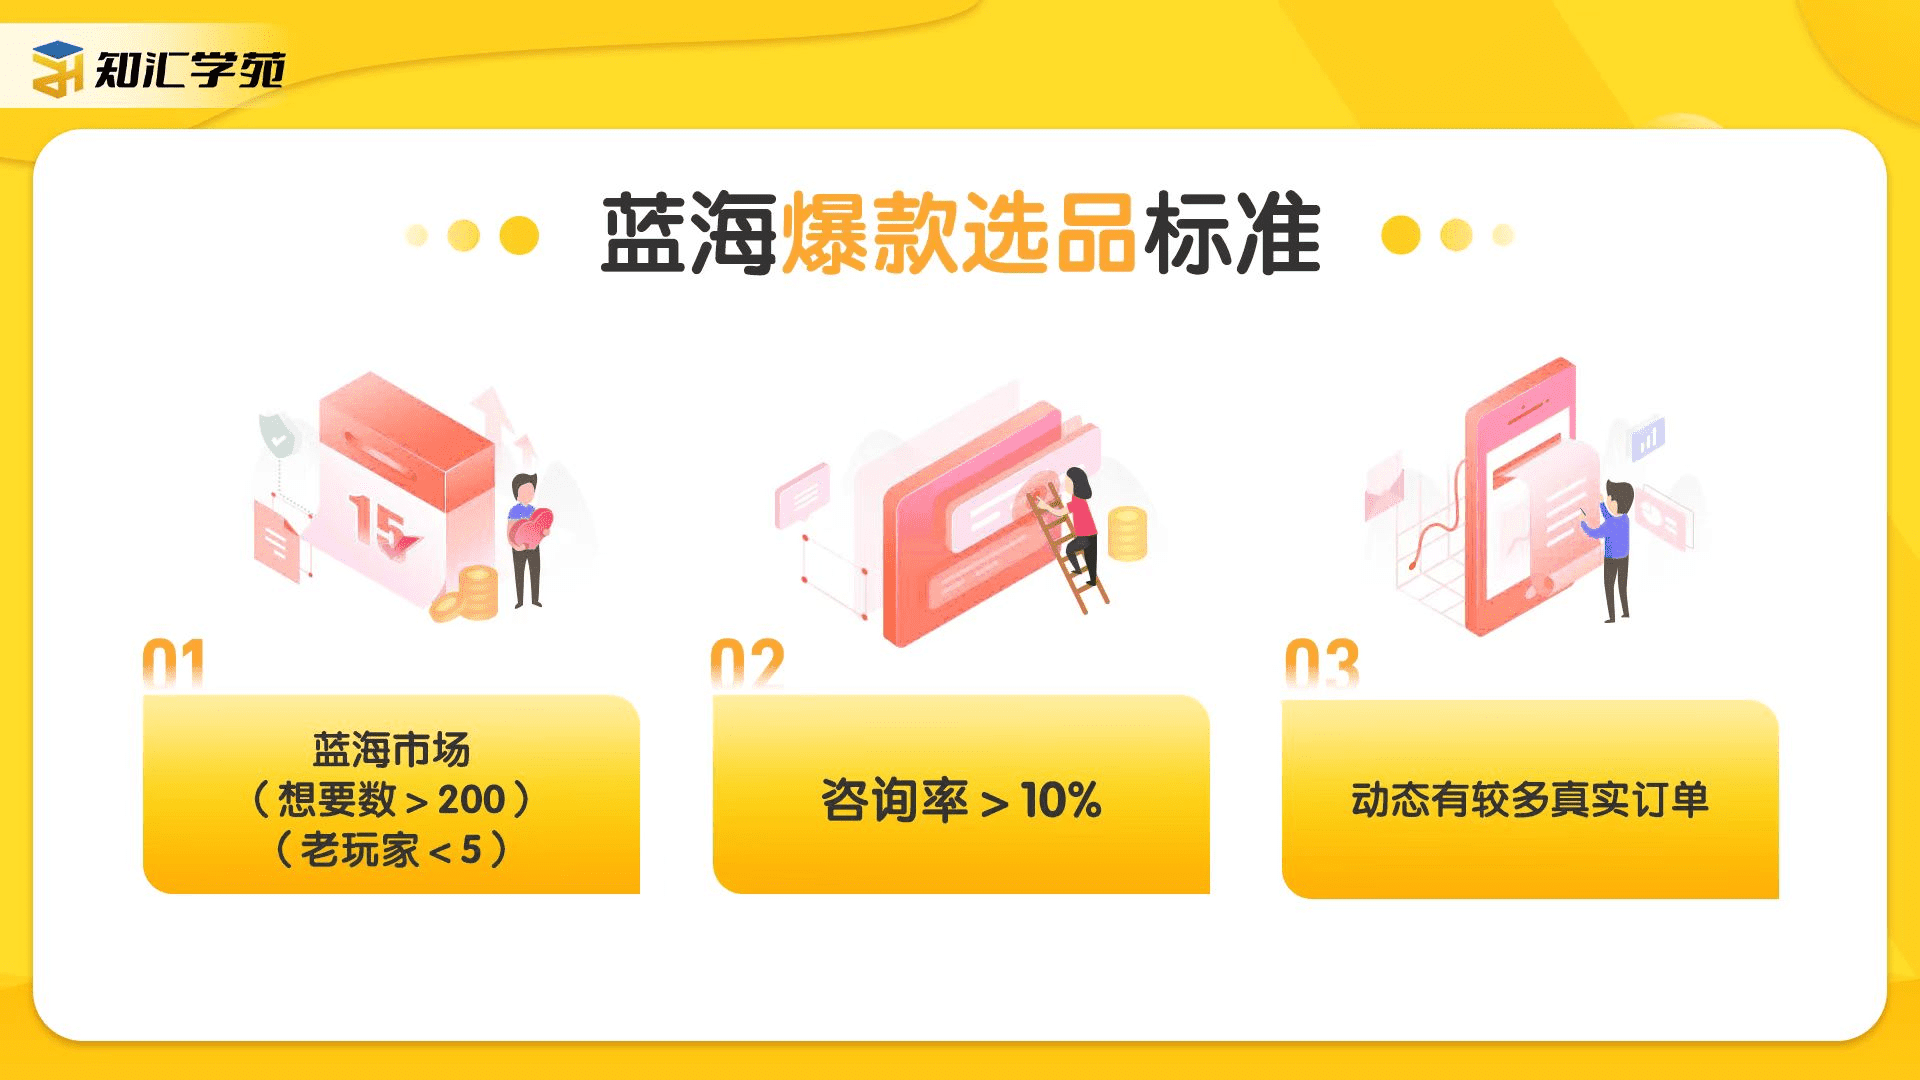 知汇学苑
蓝海爆款选品标准
15
01
蓝海市场
（想要数＞200）
（老玩家＜5）
02
咨询率＞10%
03
动态有较多真实订单